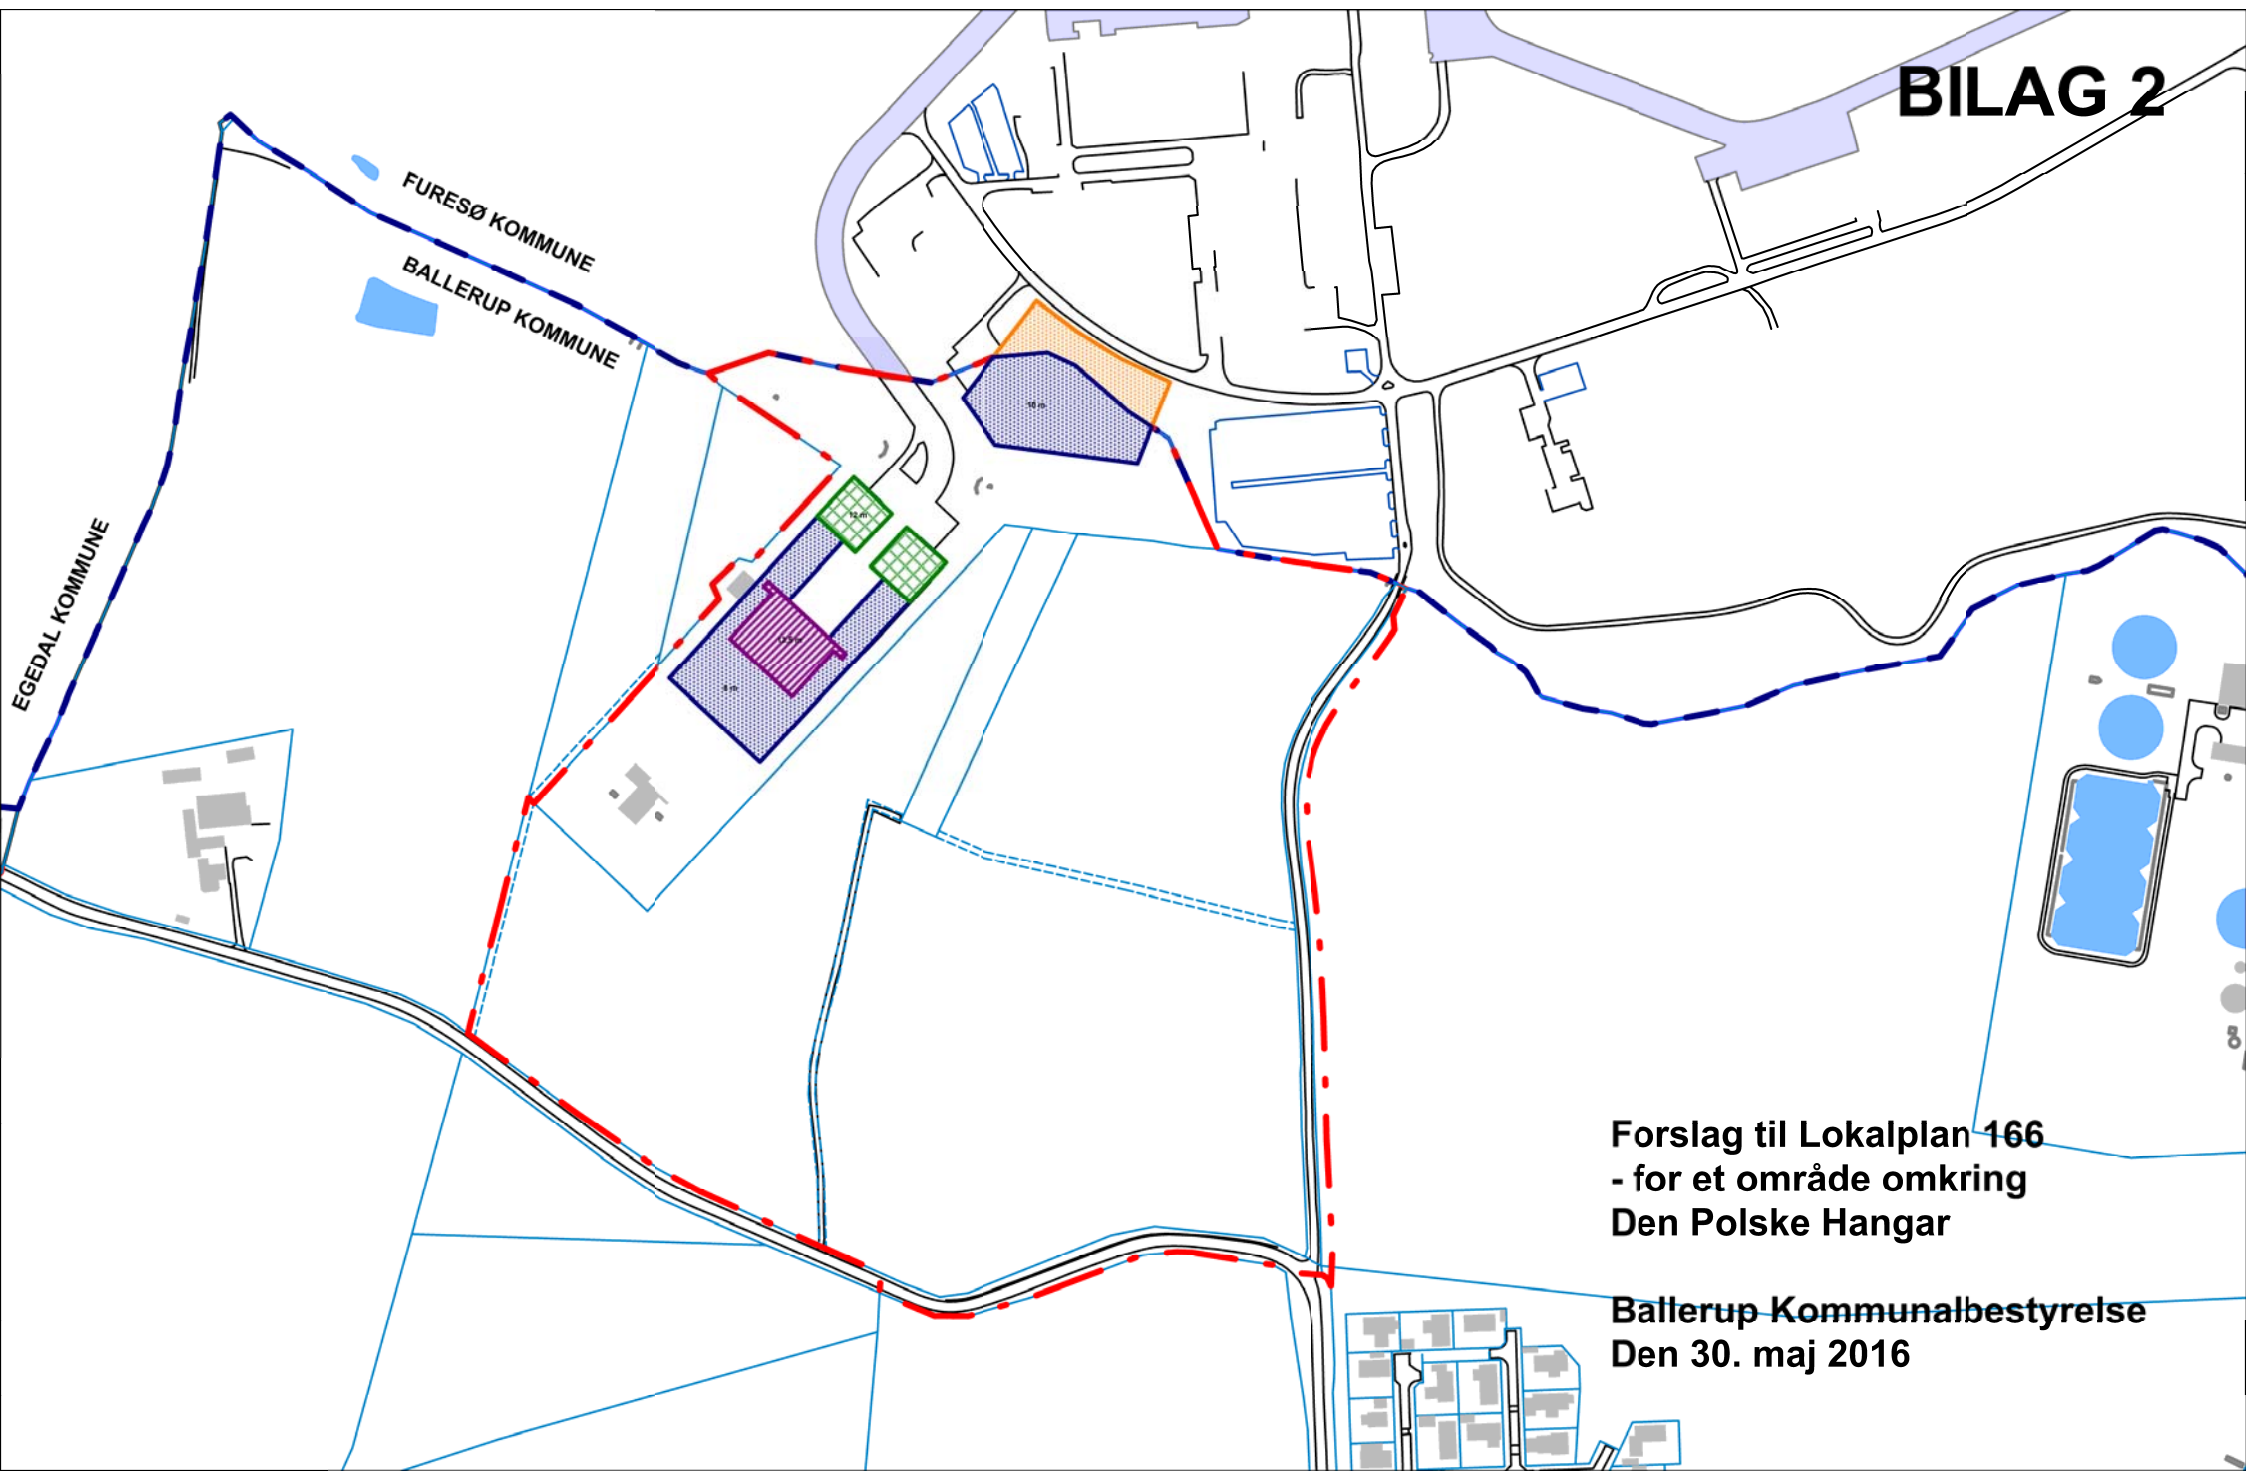 BILAG 2
FURESØ KOMMUNE
BALLERUP KOMMUNE
EGEDAL KOMMUNE
12 m
Forslag til Lokalplan 166
- for et område omkring
Den Polske Hangar
Ballerup Kommunalbestyrelse
Den 30. maj 2016